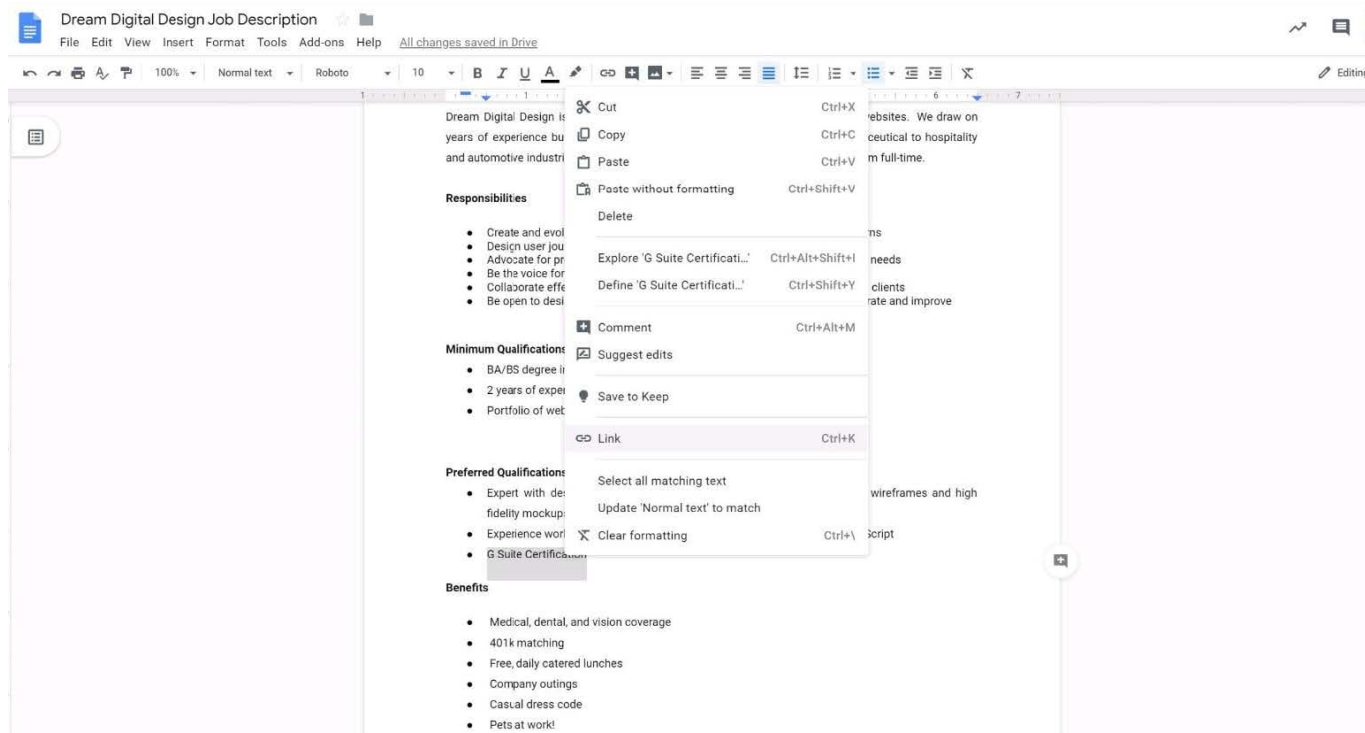 Dream Digital Design Job Description
File Edit View Insert Format Tools Add-ons Help All changes saved in Drive
100% Normal text Roboto 10 B I U A Editing
1 1 6 7
Dream Digital Design is ebsites. We draw on
years of experience bu ceutical to hospitality
and automotive industri m full-time.
Cut Ctrl+X
Copy Ctrl+C
Paste Ctrl+V
Paste without formatting Ctrl+Shift+V
Delete
Explore 'G Suite Certificati...' Ctrl+Alt+Shift+I
Define 'G Suite Certificati...' Ctrl+Shift+Y
Comment Ctrl+Alt+M
Suggest edits
Save to Keep
Link Ctrl+K
Select all matching text
Update 'Normal text' to match
Clear formatting Ctrl+\
Responsibilities
Create and evol ns
Design user jou
Advocate for pr needs
Be the voice for
Collaborate effe clients
Be open to desi rate and improve
Minimum Qualifications
BA/BS degree i
2 years of exper
Portfolio of web
Preferred Qualifications
Expert with des wireframes and high
fidelity mockup
Experience worl Script
G Suite Certification
Benefits
Medical, dental, and vision coverage
401k matching
Free, daily catered lunches
Company outings
Casual dress code
Pets at work!